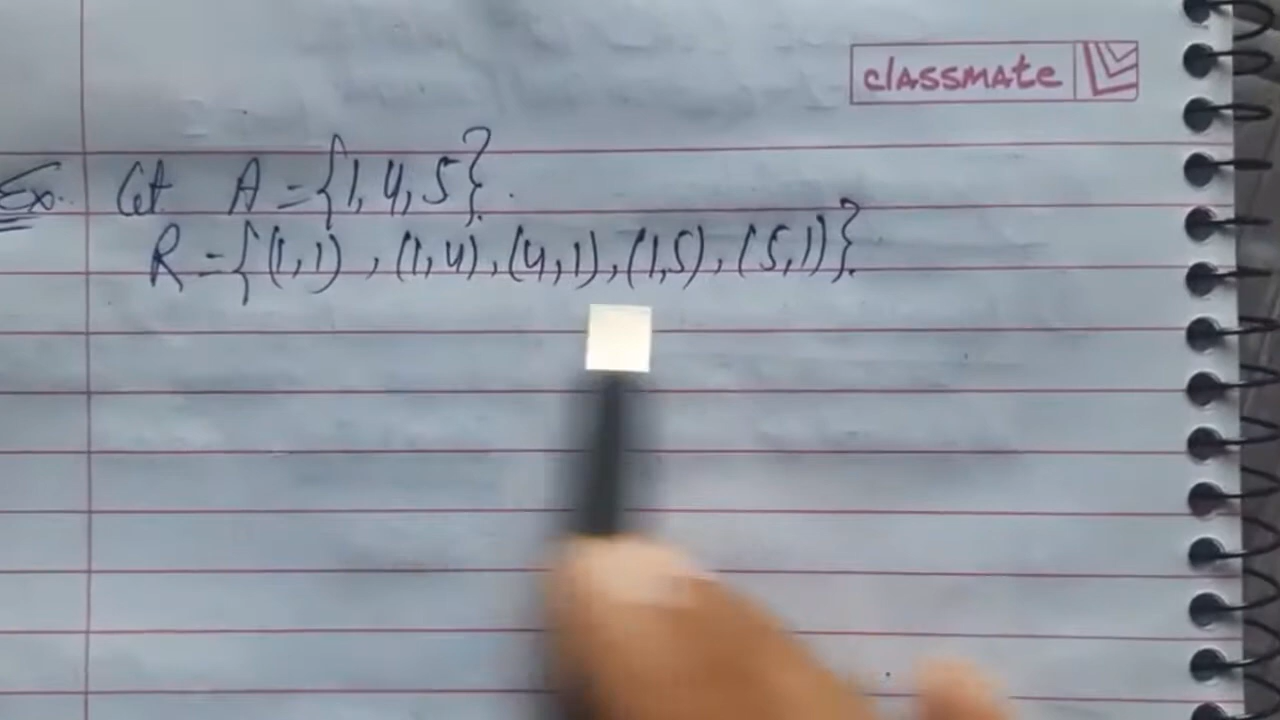 classmate
Ex. Let A = {1, 4, 5}.
R = {(1, 1), (1, 4), (4, 1), (1, 5), (5, 1)}.